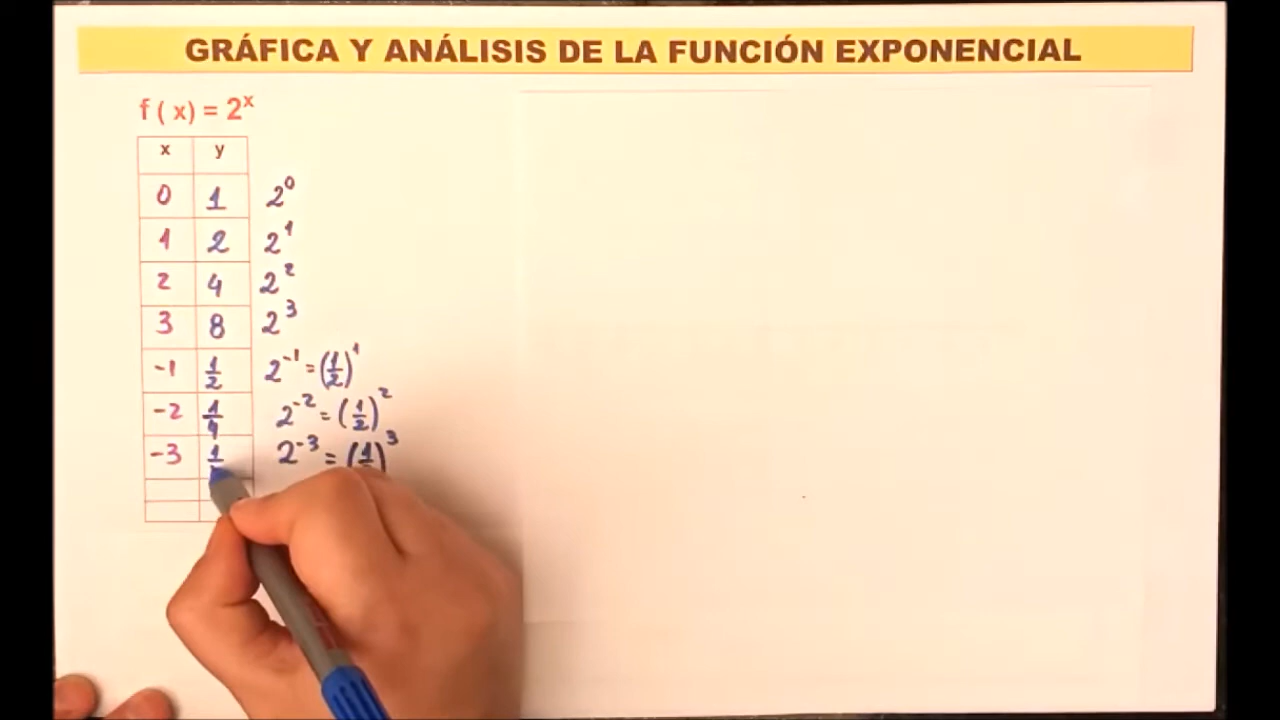 GRÁFICA Y ANÁLISIS DE LA FUNCIÓN EXPONENCIAL
f ( x) = 2ˣ
x y
0 1 2⁰
1 2 2¹
2 4 2²
3 8 2³
-1 1/2 2⁻¹ = (1/2)¹
-2 1/4 2⁻² = (1/2)²
-3 1/ 2⁻³ = (1/ )³